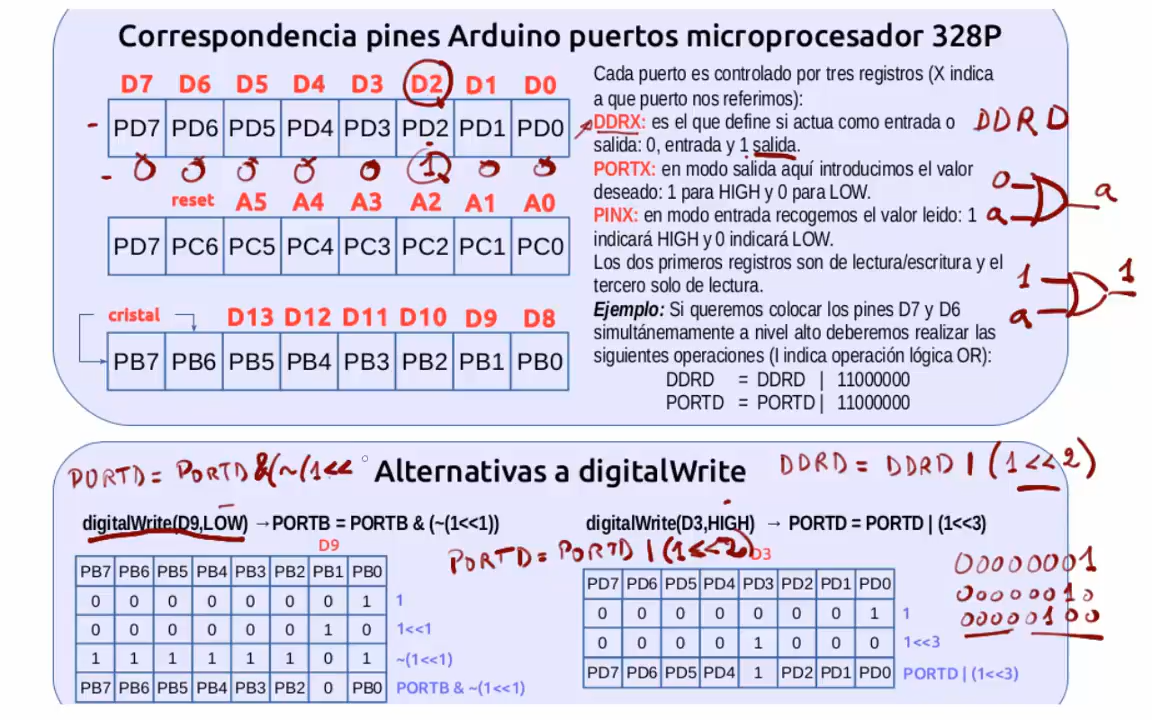 Correspondencia pines Arduino puertos microprocesador 328P
D7 D6 D5 D4 D3 D2 D1 D0
PD7 PD6 PD5 PD4 PD3 PD2 PD1 PD0
0 0 0 0 0 1 0 0
reset A5 A4 A3 A2 A1 A0
PD7 PC6 PC5 PC4 PC3 PC2 PC1 PC0
cristal D13 D12 D11 D10 D9 D8
PB7 PB6 PB5 PB4 PB3 PB2 PB1 PB0
Cada puerto es controlado por tres registros (X indica
a que puerto nos referimos):
DDRX: es el que define si actua como entrada o
salida: 0, entrada y 1 salida.
PORTX: en modo salida aquí introducimos el valor
deseado: 1 para HIGH y 0 para LOW.
PINX: en modo entrada recogemos el valor leido: 1
indicará HIGH y 0 indicará LOW.
Los dos primeros registros son de lectura/escritura y el
tercero solo de lectura.
Ejemplo: Si queremos colocar los pines D7 y D6
simultánemamente a nivel alto deberemos realizar las
siguientes operaciones (I indica operación lógica OR):
DDRD = DDRD | 11000000
PORTD = PORTD | 11000000
DDRD
0 a
a
1 1
a
PORTD = PORTD &(~(1<<
Alternativas a digitalWrite
DDRD = DDRD | (1<<2)
digitalWrite(D9,LOW) →PORTB = PORTB & (~(1<<1))
D9
PB7 PB6 PB5 PB4 PB3 PB2 PB1 PB0
0 0 0 0 0 0 0 1 1
0 0 0 0 0 0 1 0 1<<1
1 1 1 1 1 1 0 1 ~(1<<1)
PB7 PB6 PB5 PB4 PB3 PB2 0 PB0 PORTB & ~(1<<1)
digitalWrite(D3,HIGH) → PORTD = PORTD | (1<<3)
PORTD = PORTD | (1<<2)
D3
PD7 PD6 PD5 PD4 PD3 PD2 PD1 PD0
0 0 0 0 0 0 0 1 1
0 0 0 0 1 0 0 0 1<<3
PD7 PD6 PD5 PD4 1 PD2 PD1 PD0 PORTD | (1<<3)
00000001
00000010
00000100